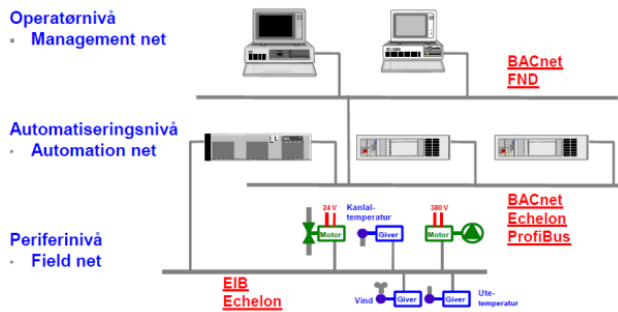 Operatørnivå
▪ Management net
BACnet
FND
Automatiseringsnivå
• Automation net
BACnet
Echelon
ProfiBus
24 V
Kanlal-
temperatur
380 V
Motor
Giver
Motor
Periferinivå
• Field net
EIB
Echelon
Vind
Giver
Giver
Ute-
temperatur